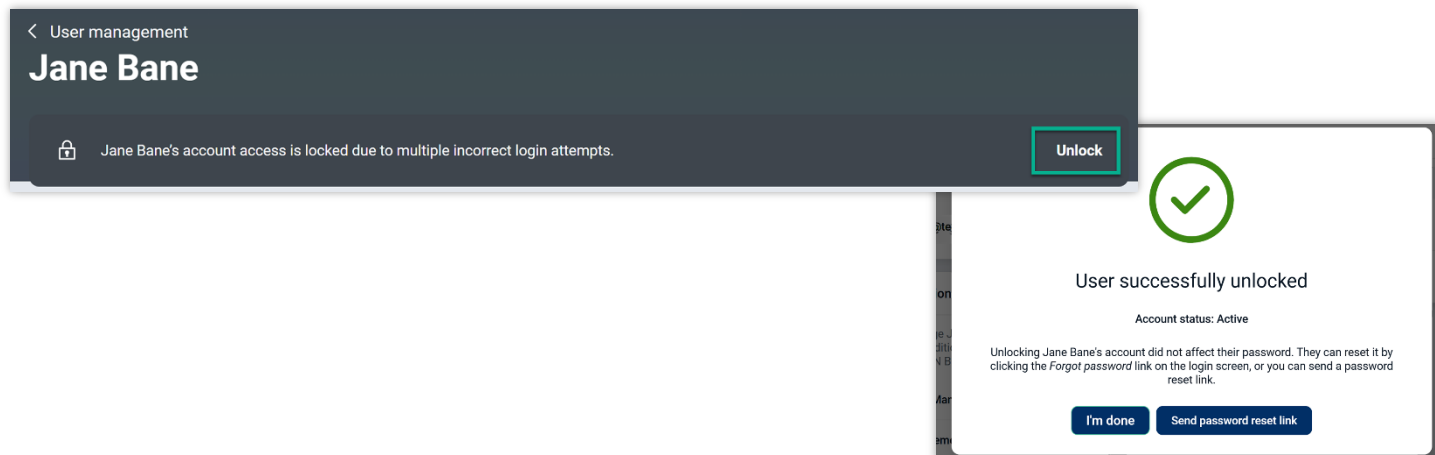 User management
Jane Bane
Jane Bane's account access is locked due to multiple incorrect login attempts.
Unlock
User successfully unlocked
Account status: Active
Unlocking Jane Bane's account did not affect their password. They can reset it by
clicking the Forgot password link on the login screen, or you can send a password
reset link.
I'm done
Send password reset link